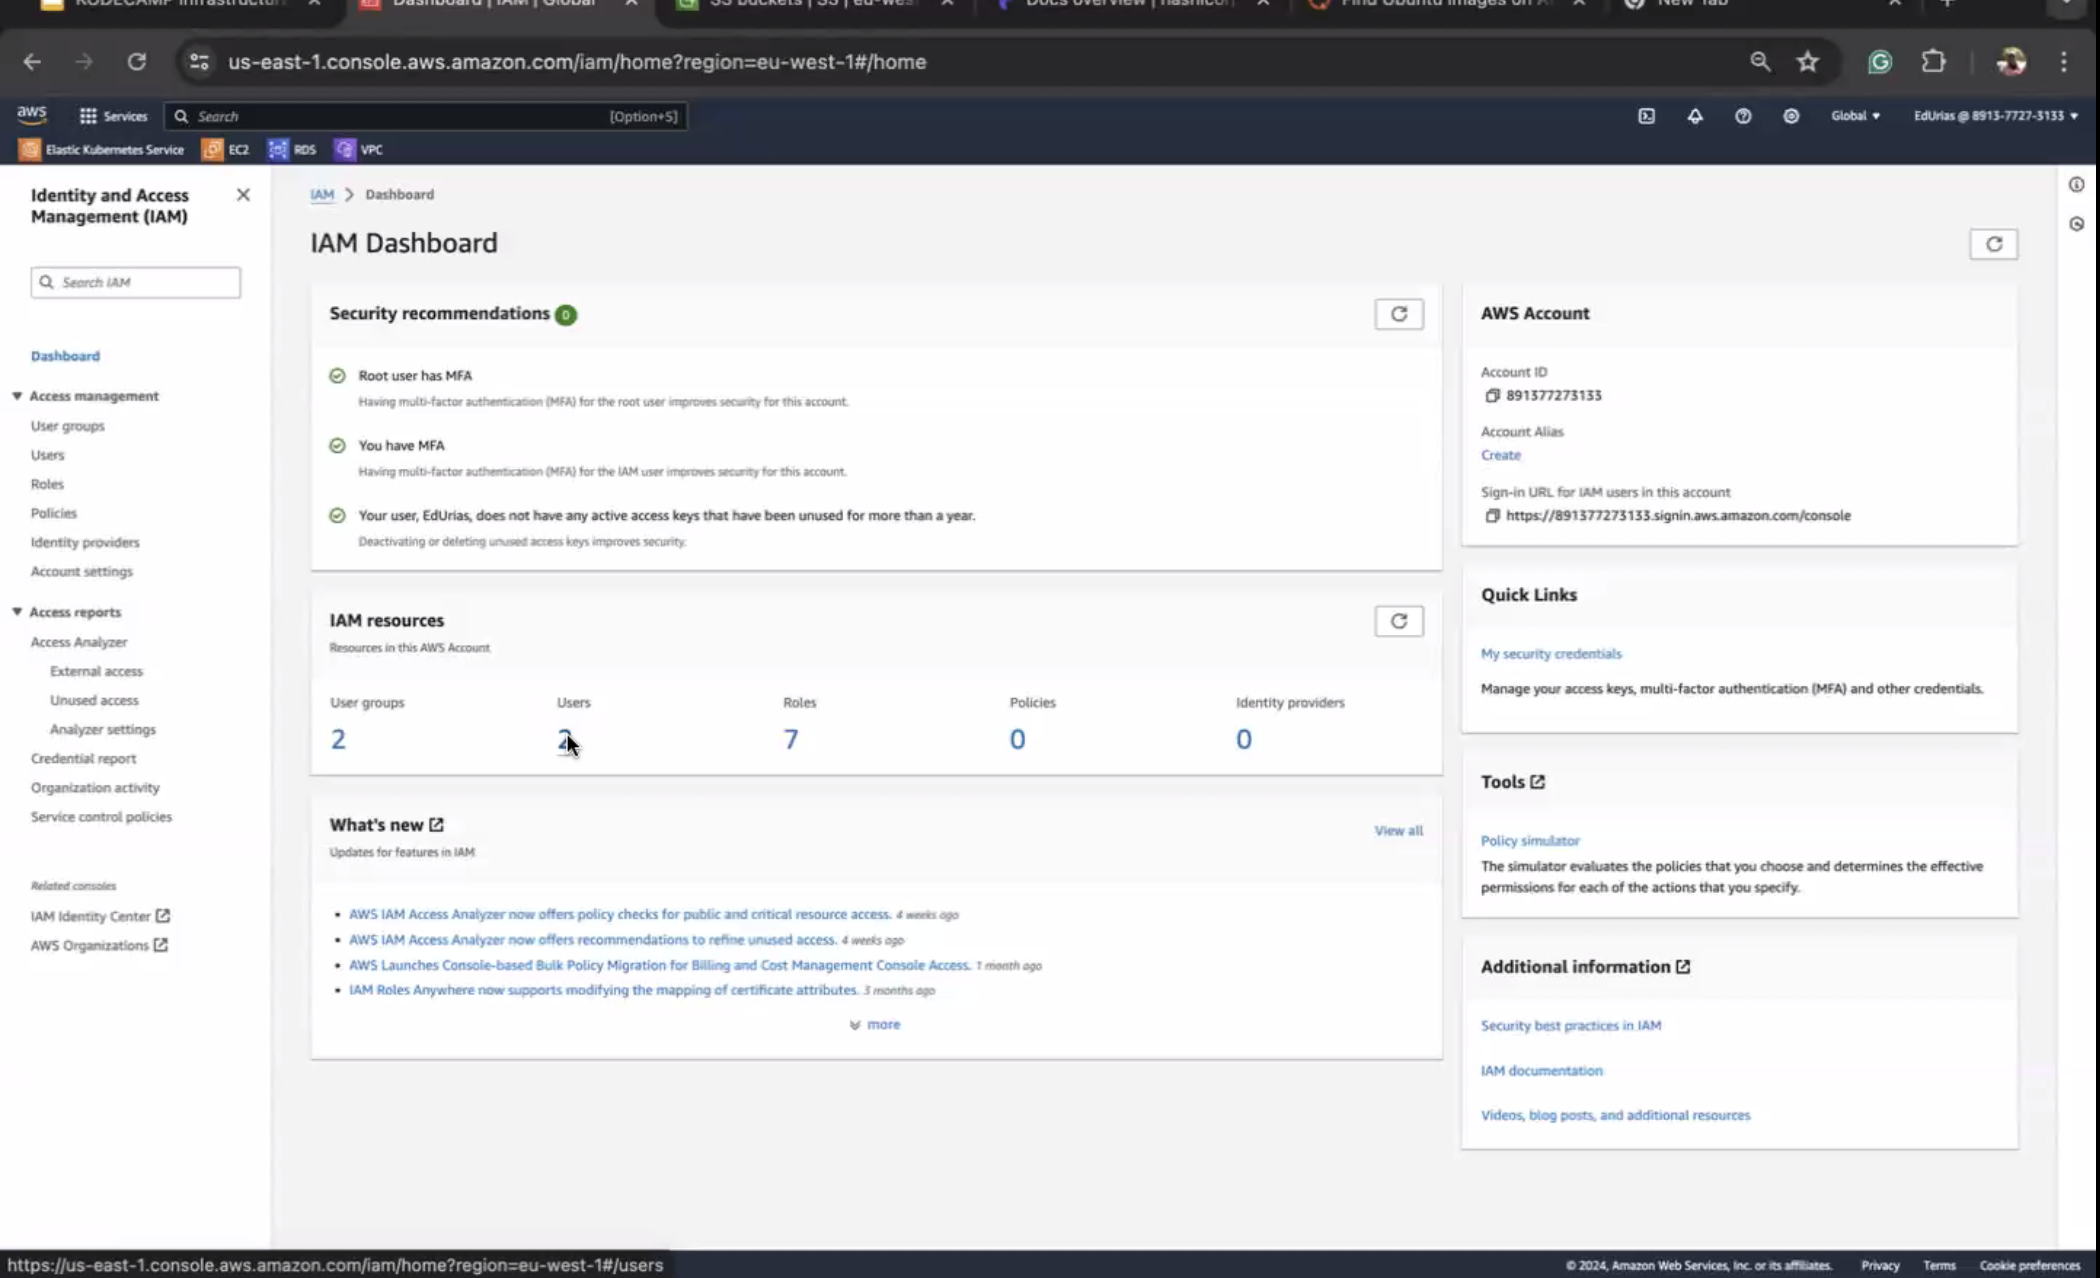 KODECAMP Infrastructur
Dashboard | IAM | Global
S3 buckets | S3 | eu-wes
Docs overview | hashicor
Find Ubuntu Images on A
New Tab
us-east-1.console.aws.amazon.com/iam/home?region=eu-west-1#/home
aws
Services
Search
[Option+S]
Global
EdUrias @ 8913-7727-3133
Elastic Kubernetes Service
EC2
RDS
VPC
Identity and Access
Management (IAM)
Search IAM
Dashboard
Access management
User groups
Users
Roles
Policies
Identity providers
Account settings
Access reports
Access Analyzer
External access
Unused access
Analyzer settings
Credential report
Organization activity
Service control policies
Related consoles
IAM Identity Center
AWS Organizations
IAM > Dashboard
IAM Dashboard
Security recommendations 0
Root user has MFA
Having multi-factor authentication (MFA) for the root user improves security for this account.
You have MFA
Having multi-factor authentication (MFA) for the IAM user improves security for this account.
Your user, EdUrias, does not have any active access keys that have been unused for more than a year.
Deactivating or deleting unused access keys improves security.
IAM resources
Resources in this AWS Account
User groups
2
Users
2
Roles
7
Policies
0
Identity providers
0
What's new
View all
Updates for features in IAM
• AWS IAM Access Analyzer now offers policy checks for public and critical resource access. 4 weeks ago
• AWS IAM Access Analyzer now offers recommendations to refine unused access. 4 weeks ago
• AWS Launches Console-based Bulk Policy Migration for Billing and Cost Management Console Access. 1 month ago
• IAM Roles Anywhere now supports modifying the mapping of certificate attributes. 3 months ago
more
AWS Account
Account ID
891377273133
Account Alias
Create
Sign-in URL for IAM users in this account
https://891377273133.signin.aws.amazon.com/console
Quick Links
My security credentials
Manage your access keys, multi-factor authentication (MFA) and other credentials.
Tools
Policy simulator
The simulator evaluates the policies that you choose and determines the effective
permissions for each of the actions that you specify.
Additional information
Security best practices in IAM
IAM documentation
Videos, blog posts, and additional resources
https://us-east-1.console.aws.amazon.com/iam/home?region=eu-west-1#/users
© 2024, Amazon Web Services, Inc. or its affiliates.
Privacy
Terms
Cookie preferences